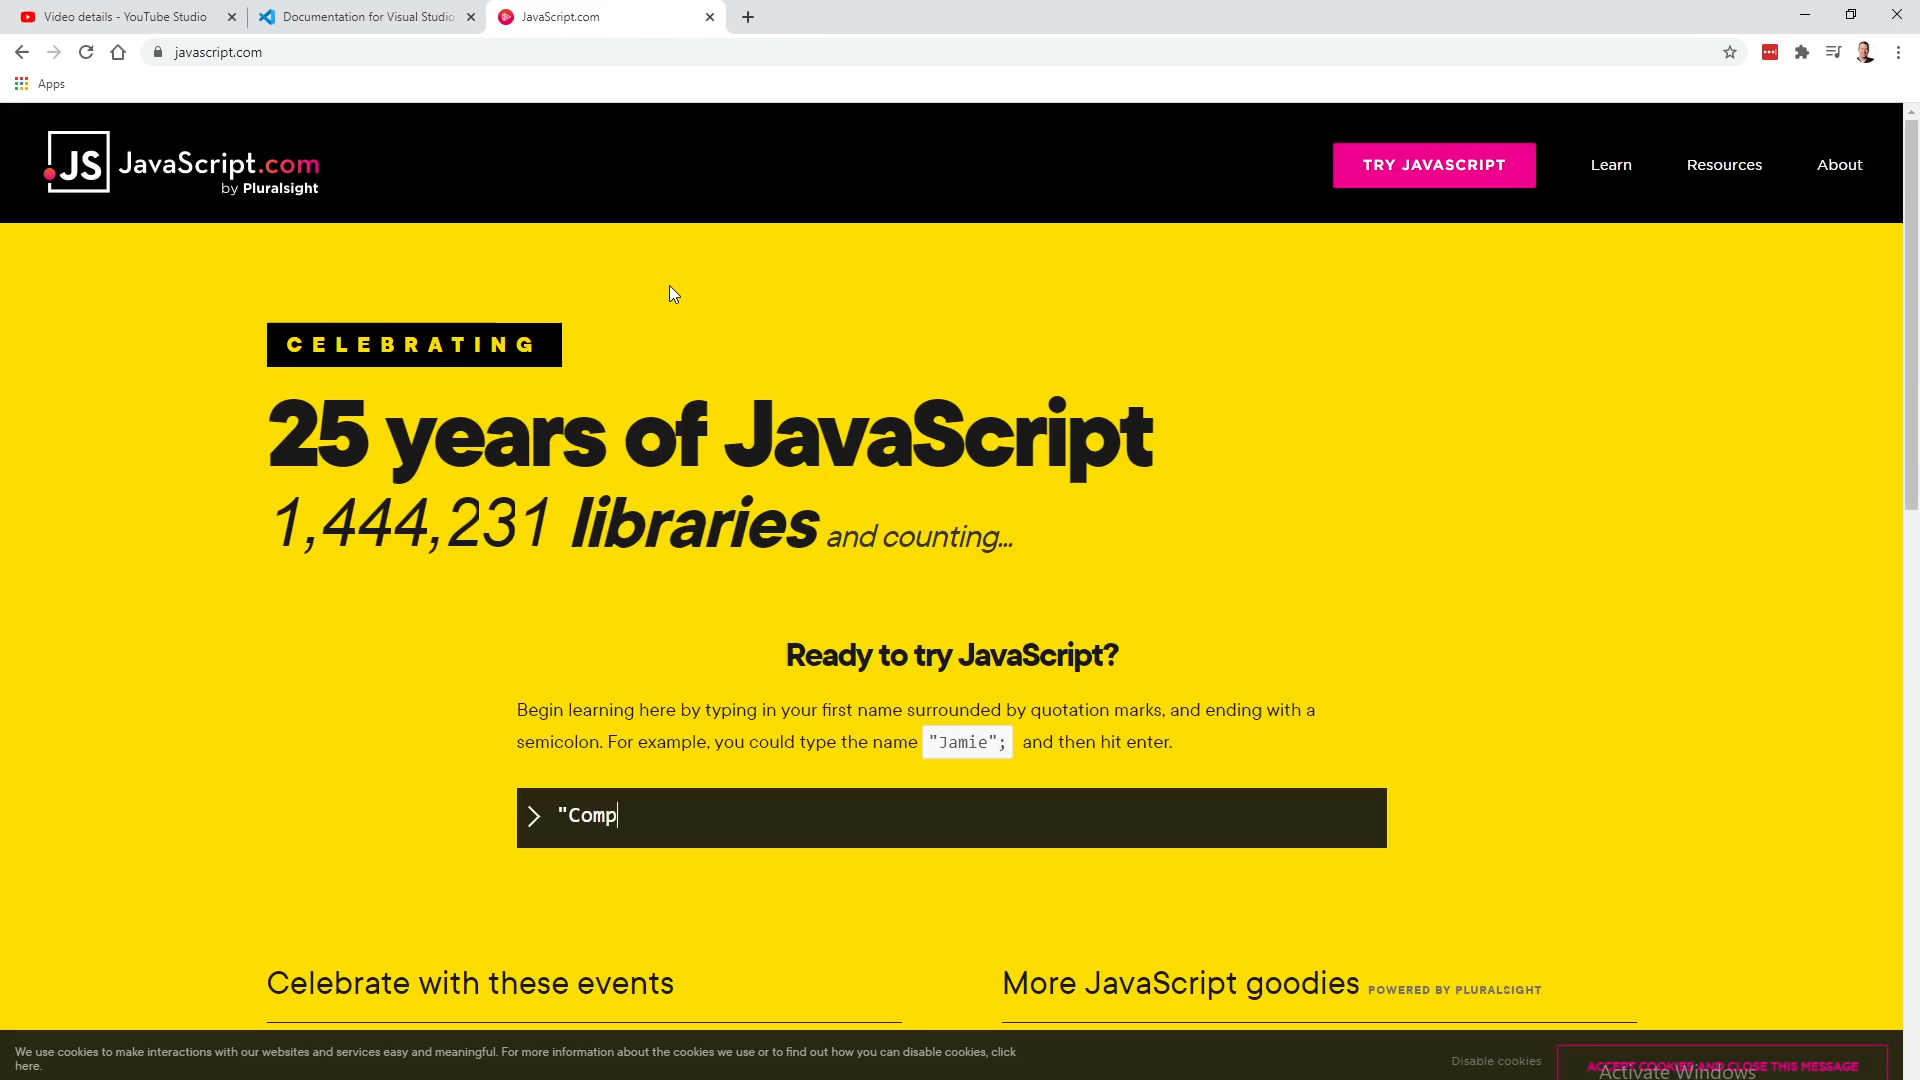 Video details - YouTube Studio
Documentation for Visual Studio
JavaScript.com
javascript.com
Apps
JS JavaScript.com
by Pluralsight
TRY JAVASCRIPT
Learn
Resources
About
CELEBRATING
25 years of JavaScript
1,444,231 libraries and counting...
Ready to try JavaScript?
Begin learning here by typing in your first name surrounded by quotation marks, and ending with a
semicolon. For example, you could type the name "Jamie"; and then hit enter.
"Comp
Celebrate with these events
More JavaScript goodies POWERED BY PLURALSIGHT
We use cookies to make interactions with our websites and services easy and meaningful. For more information about the cookies we use or to find out how you can disable cookies, click
here.
Disable cookies
ACCEPT COOKIES AND CLOSE THIS MESSAGE
Activate Windows